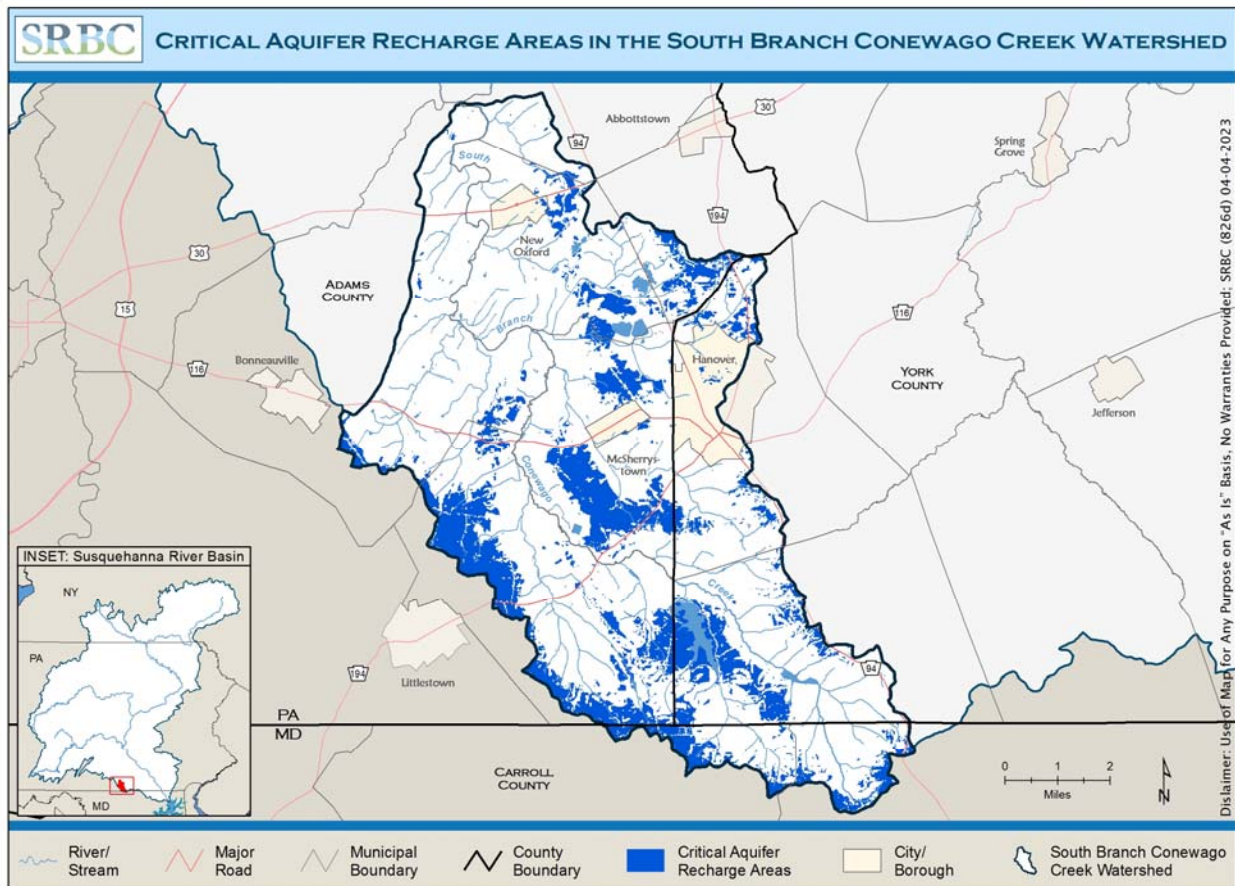 SRBC
CRITICAL AQUIFER RECHARGE AREAS IN THE SOUTH BRANCH CONEWAGO CREEK WATERSHED
Abbottstown
30
94
Spring
Grove
South
194
New
Oxford
30
ADAMS
COUNTY
15
Branch
116
116
Bonneauville
Hanover
YORK
COUNTY
Jefferson
McSherrys-
town
Conewago
Creek
INSET: Susquehanna River Basin
NY
PA
MD
Littlestown
194
94
PA
MD
CARROLL
COUNTY
0 1 2
Miles
N
Disclaimer: Use of Map for Any Purpose on "As Is" Basis, No Warranties Provided; SRBC (826d) 04-04-2023
River/
Stream
Major
Road
Municipal
Boundary
County
Boundary
Critical Aquifer
Recharge Areas
City/
Borough
South Branch Conewago
Creek Watershed